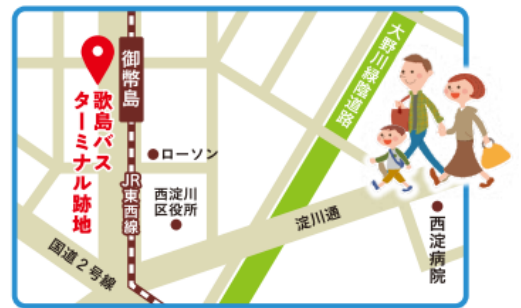 御幣島
歌島バス
ターミナル跡地
大野川緑陰道路
ローソン
JR東西線
西淀川
区役所
淀川通
国道2号線
西淀病院